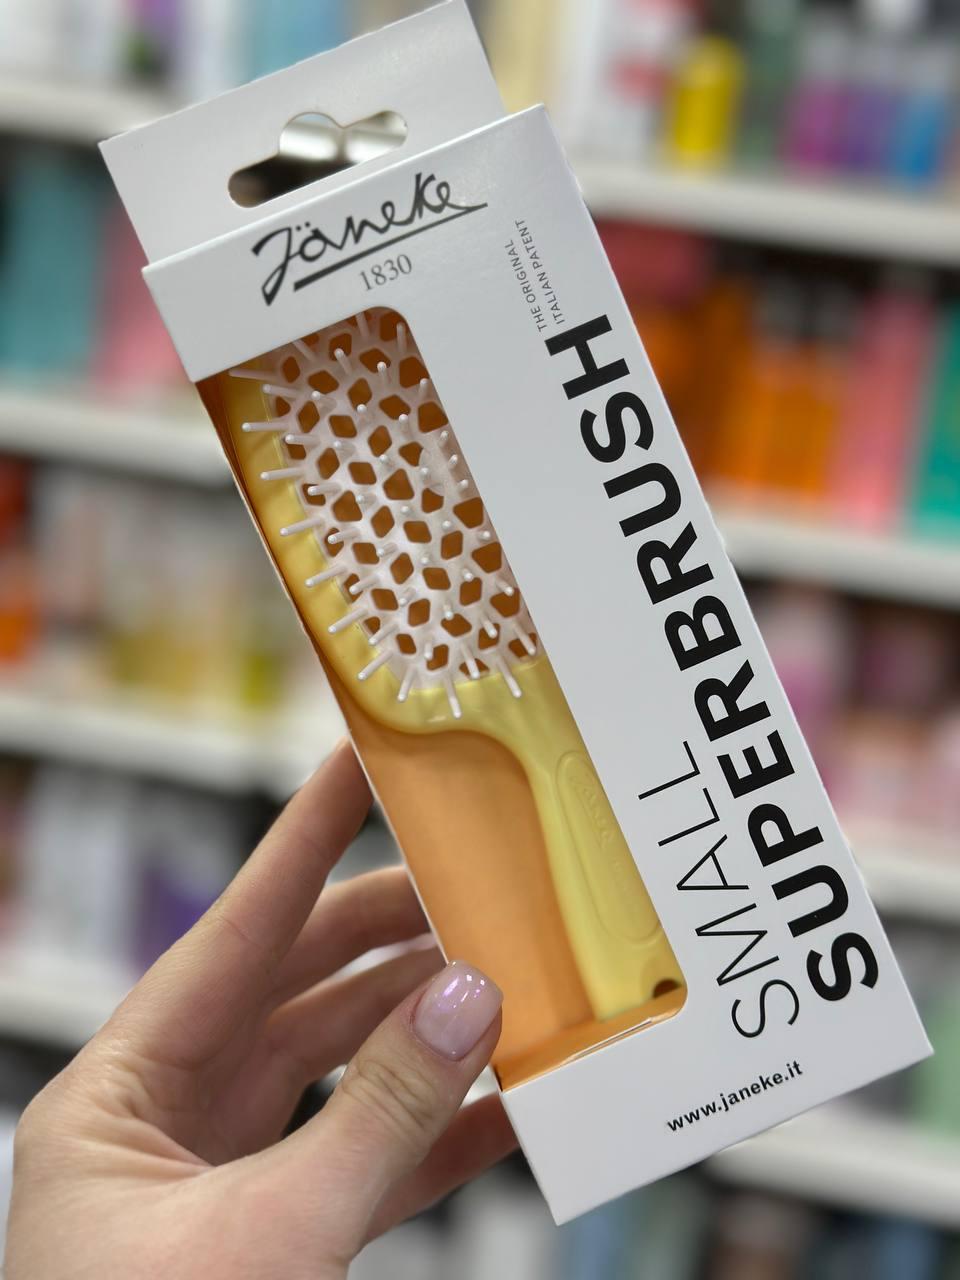 Jäneke
1830
THE ORIGINAL
ITALIAN PATENT
SMALL
SUPERBRUSH
www.janeke.it